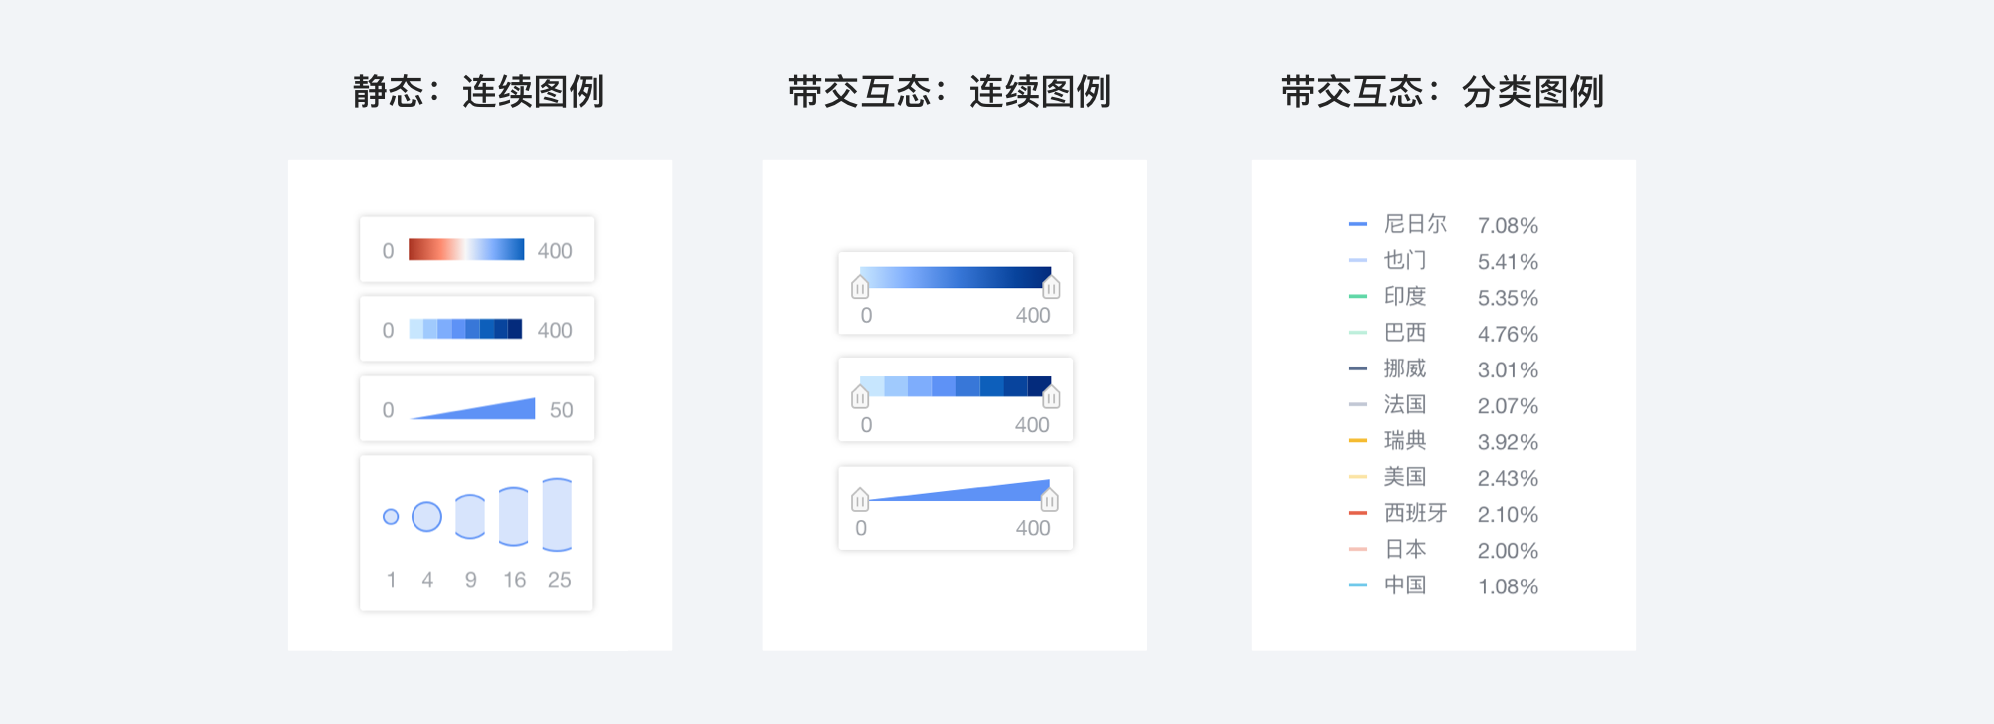 静态：连续图例
0 400
0 400
0 50
1 4 9 16 25
带交互态：连续图例
0 400
0 400
0 400
带交互态：分类图例
尼日尔 7.08%
也门 5.41%
印度 5.35%
巴西 4.76%
挪威 3.01%
法国 2.07%
瑞典 3.92%
美国 2.43%
西班牙 2.10%
日本 2.00%
中国 1.08%